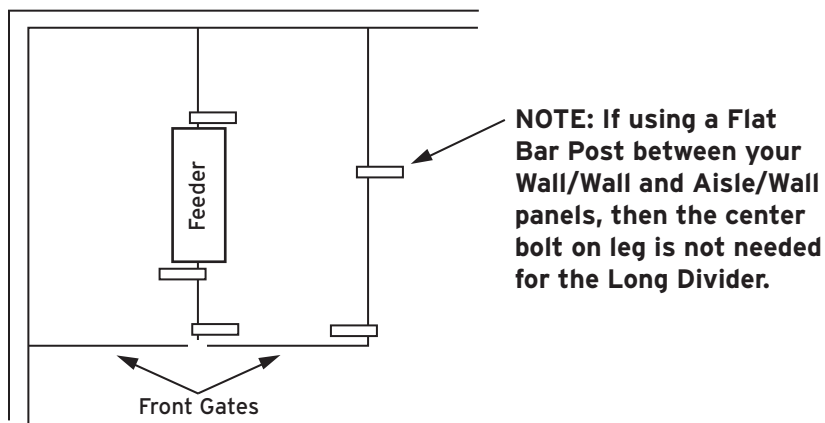 Feeder
NOTE: If using a Flat
Bar Post between your
Wall/Wall and Aisle/Wall
panels, then the center
bolt on leg is not needed
for the Long Divider.
Front Gates